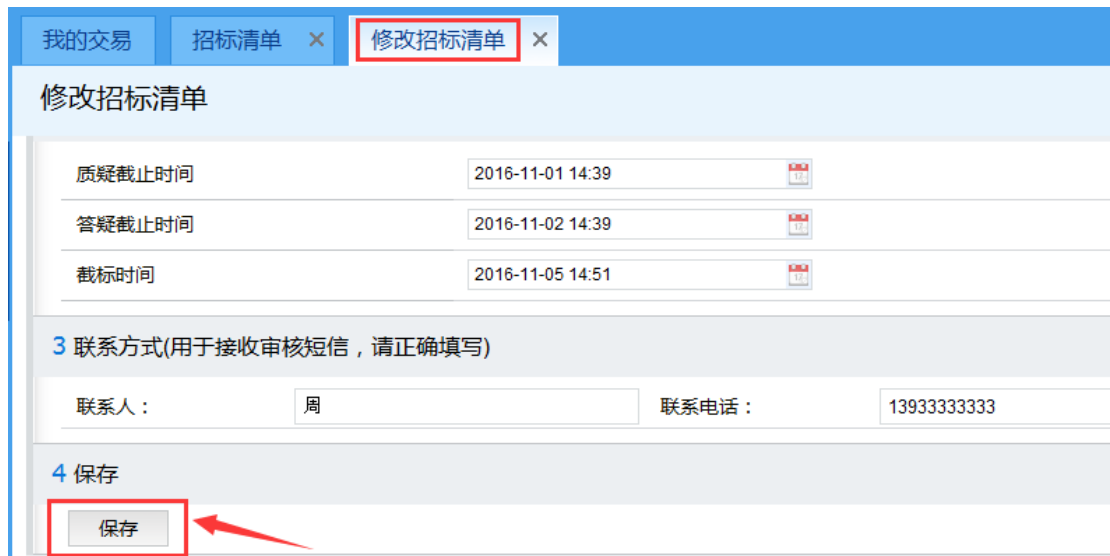 我的交易 招标清单 × 修改招标清单 ×
修改招标清单
质疑截止时间 2016-11-01 14:39
答疑截止时间 2016-11-02 14:39
截标时间 2016-11-05 14:51
3 联系方式(用于接收审核短信，请正确填写)
联系人： 周 联系电话： 13933333333
4 保存
保存